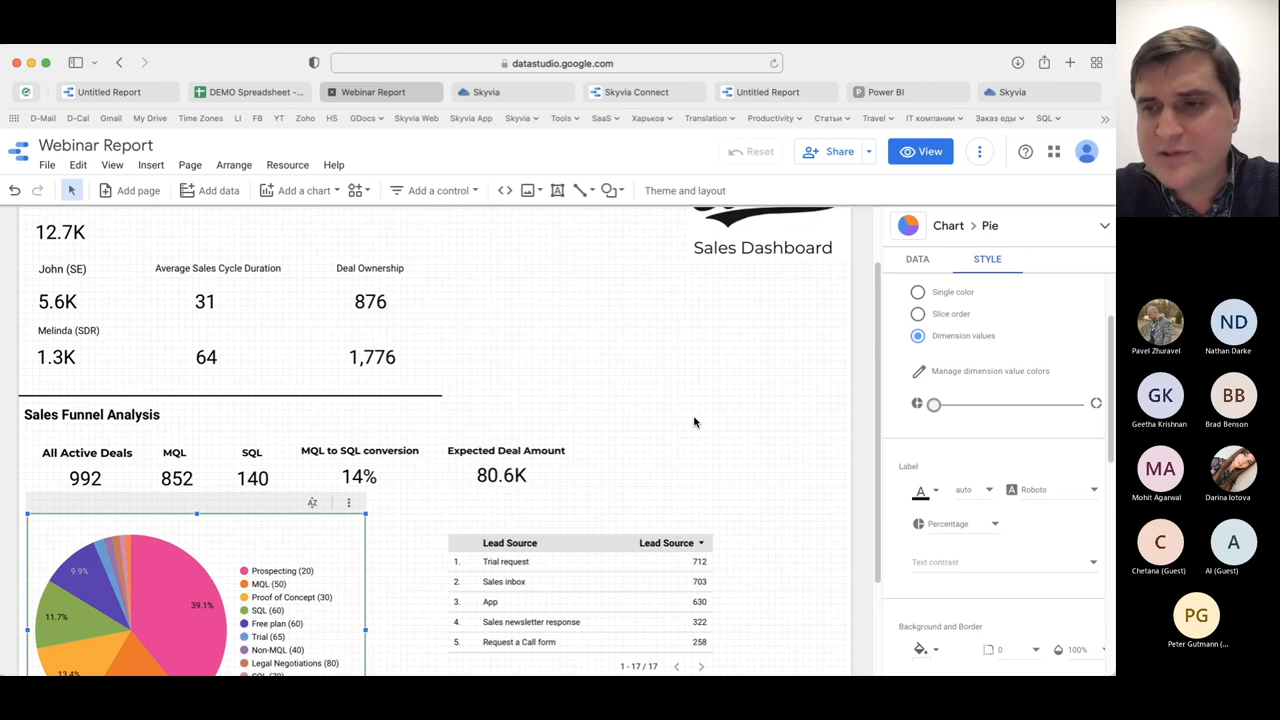 datastudio.google.com
Untitled Report
DEMO Spreadsheet -...
Webinar Report
Skyvia
Skyvia Connect
Untitled Report
Power BI
Skyvia
D-Mail
D-Cal
Gmail
My Drive
Time Zones
LI
FB
YT
Zoho
HS
GDocs
Skyvia Web
Skyvia App
Skyvia
Tools
SaaS
Харьков
Translation
Productivity
Статьи
Travel
IT компании
Заказ еды
SQL
Webinar Report
File
Edit
View
Insert
Page
Arrange
Resource
Help
Reset
Share
View
Add page
Add data
Add a chart
Add a control
Theme and layout
12.7K
John (SE)
Average Sales Cycle Duration
Deal Ownership
5.6K
31
876
Melinda (SDR)
1.3K
64
1,776
Sales Dashboard
Sales Funnel Analysis
All Active Deals
MQL
SQL
MQL to SQL conversion
Expected Deal Amount
992
852
140
14%
80.6K
9.9%
39.1%
11.7%
13.4%
Prospecting (20)
MQL (50)
Proof of Concept (30)
SQL (60)
Free plan (60)
Trial (65)
Non-MQL (40)
Legal Negotiations (80)
Lead Source
Lead Source
1. Trial request 712
2. Sales inbox 703
3. App 630
4. Sales newsletter response 322
5. Request a Call form 258
1 - 17 / 17
Chart > Pie
DATA
STYLE
Single color
Slice order
Dimension values
Manage dimension value colors
Label
A
auto
A
Roboto
Percentage
Text contrast
Background and Border
0
100%
Pavel Zhuravel
ND
Nathan Darke
GK
Geetha Krishnan
BB
Brad Benson
MA
Mohit Agarwal
Darina Iotova
C
Chetana (Guest)
A
Al (Guest)
PG
Peter Gutmann (...